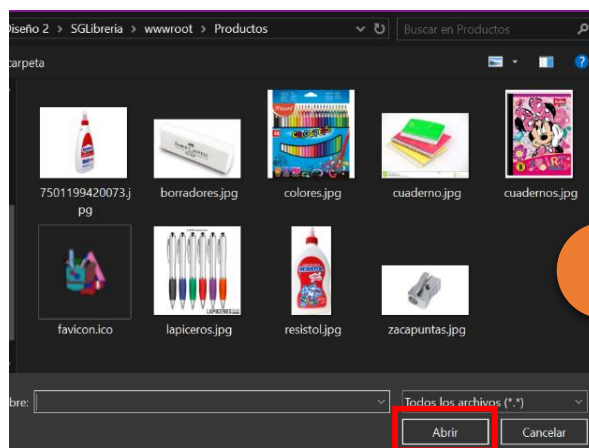 Diseño 2 > SGLibreria > wwwroot > Productos
Buscar en Productos
carpeta
7501199420073.j
pg
borradores.jpg
colores.jpg
cuaderno.jpg
cuadernos.jpg
favicon.ico
LAPICEROS
lapiceros.jpg
resistol.jpg
zacapuntas.jpg
bre:
Todos los archivos (*.*)
Abrir
Cancelar